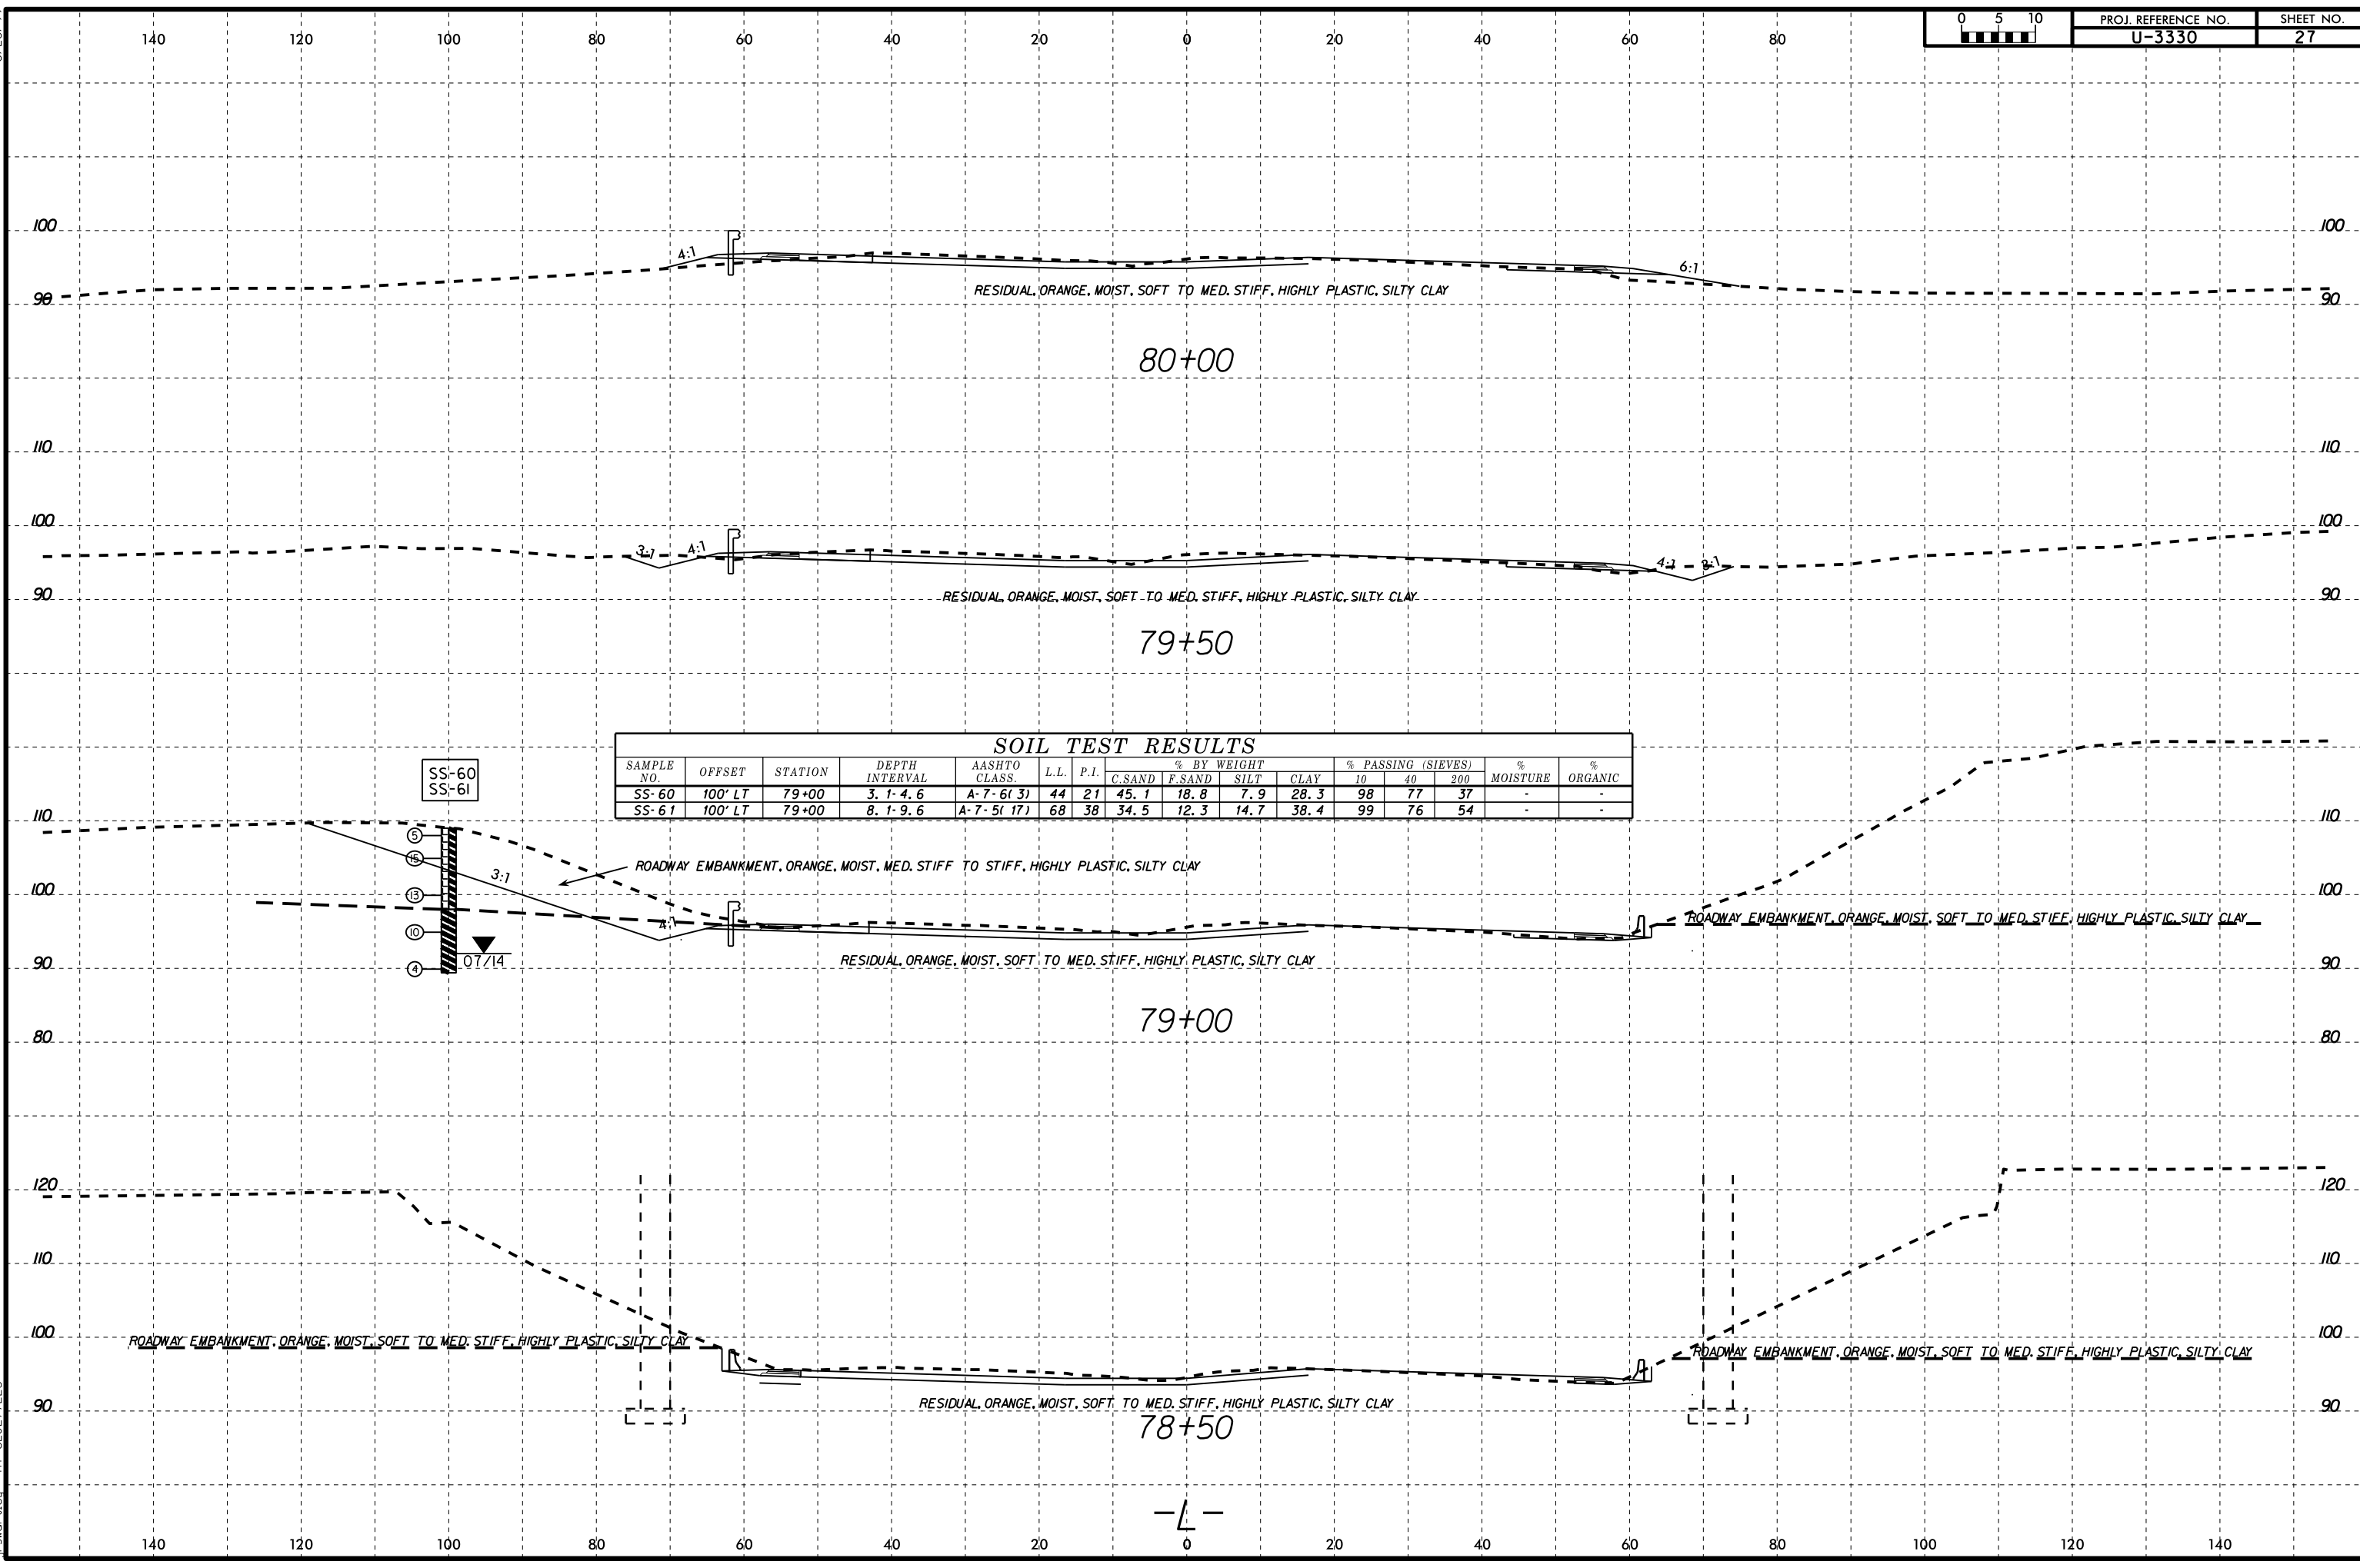 0 5 10
PROJ. REFERENCE NO.
SHEET NO.
U-3330
27
140 120 100 80 60 40 20 0 20 40 60 80
100 100
4:1
6:1
RESIDUAL, ORANGE, MOIST, SOFT TO MED. STIFF, HIGHLY PLASTIC, SILTY CLAY
90 90
80+00
110 110
100 100
3:1 4:1
4:1 3:1
RESIDUAL, ORANGE, MOIST, SOFT TO MED. STIFF, HIGHLY PLASTIC, SILTY CLAY
90 90
79+50
SOIL TEST RESULTS
SAMPLE NO. OFFSET STATION DEPTH INTERVAL AASHTO CLASS. L.L. P.I. % BY WEIGHT % PASSING (SIEVES) % MOISTURE % ORGANIC
C.SAND F.SAND SILT CLAY 10 40 200
SS-60 100' LT 79+00 3.1-4.6 A-7-6(3) 44 21 45.1 18.8 7.9 28.3 98 77 37 - -
SS-61 100' LT 79+00 8.1-9.6 A-7-5(17) 68 38 34.5 12.3 14.7 38.4 99 76 54 - -
SS-60
SS-61
110 110
5
15
ROADWAY EMBANKMENT, ORANGE, MOIST, MED. STIFF TO STIFF, HIGHLY PLASTIC, SILTY CLAY
3:1
100 100
13
4:1
ROADWAY EMBANKMENT, ORANGE, MOIST, SOFT TO MED. STIFF, HIGHLY PLASTIC, SILTY CLAY
10
07/14
RESIDUAL, ORANGE, MOIST, SOFT TO MED. STIFF, HIGHLY PLASTIC, SILTY CLAY
90 90
4
79+00
80 80
120 120
110 110
100 100
ROADWAY EMBANKMENT, ORANGE, MOIST, SOFT TO MED. STIFF, HIGHLY PLASTIC, SILTY CLAY
ROADWAY EMBANKMENT, ORANGE, MOIST, SOFT TO MED. STIFF, HIGHLY PLASTIC, SILTY CLAY
RESIDUAL, ORANGE, MOIST, SOFT TO MED. STIFF, HIGHLY PLASTIC, SILTY CLAY
90 90
78+50
-L-
140 120 100 80 60 40 20 0 20 40 60 80 100 120 140